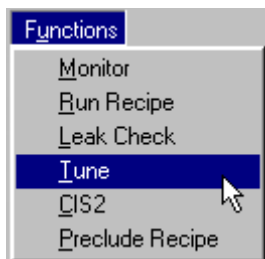 Functions
Monitor
Run Recipe
Leak Check
Tune
CIS2
Preclude Recipe